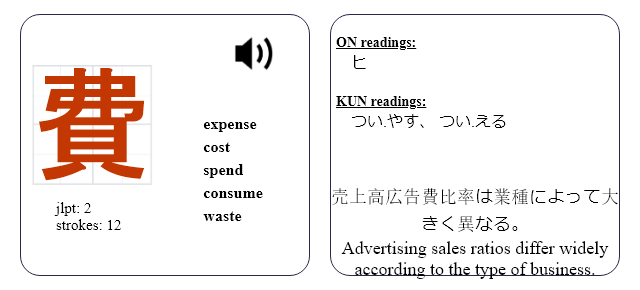 費
expense
cost
spend
consume
waste
jlpt: 2
strokes: 12
ON readings:
ヒ
KUN readings:
つい.やす、 つい.える
売上高広告費比率は業種によって大
きく異なる。
Advertising sales ratios differ widely
according to the type of business.